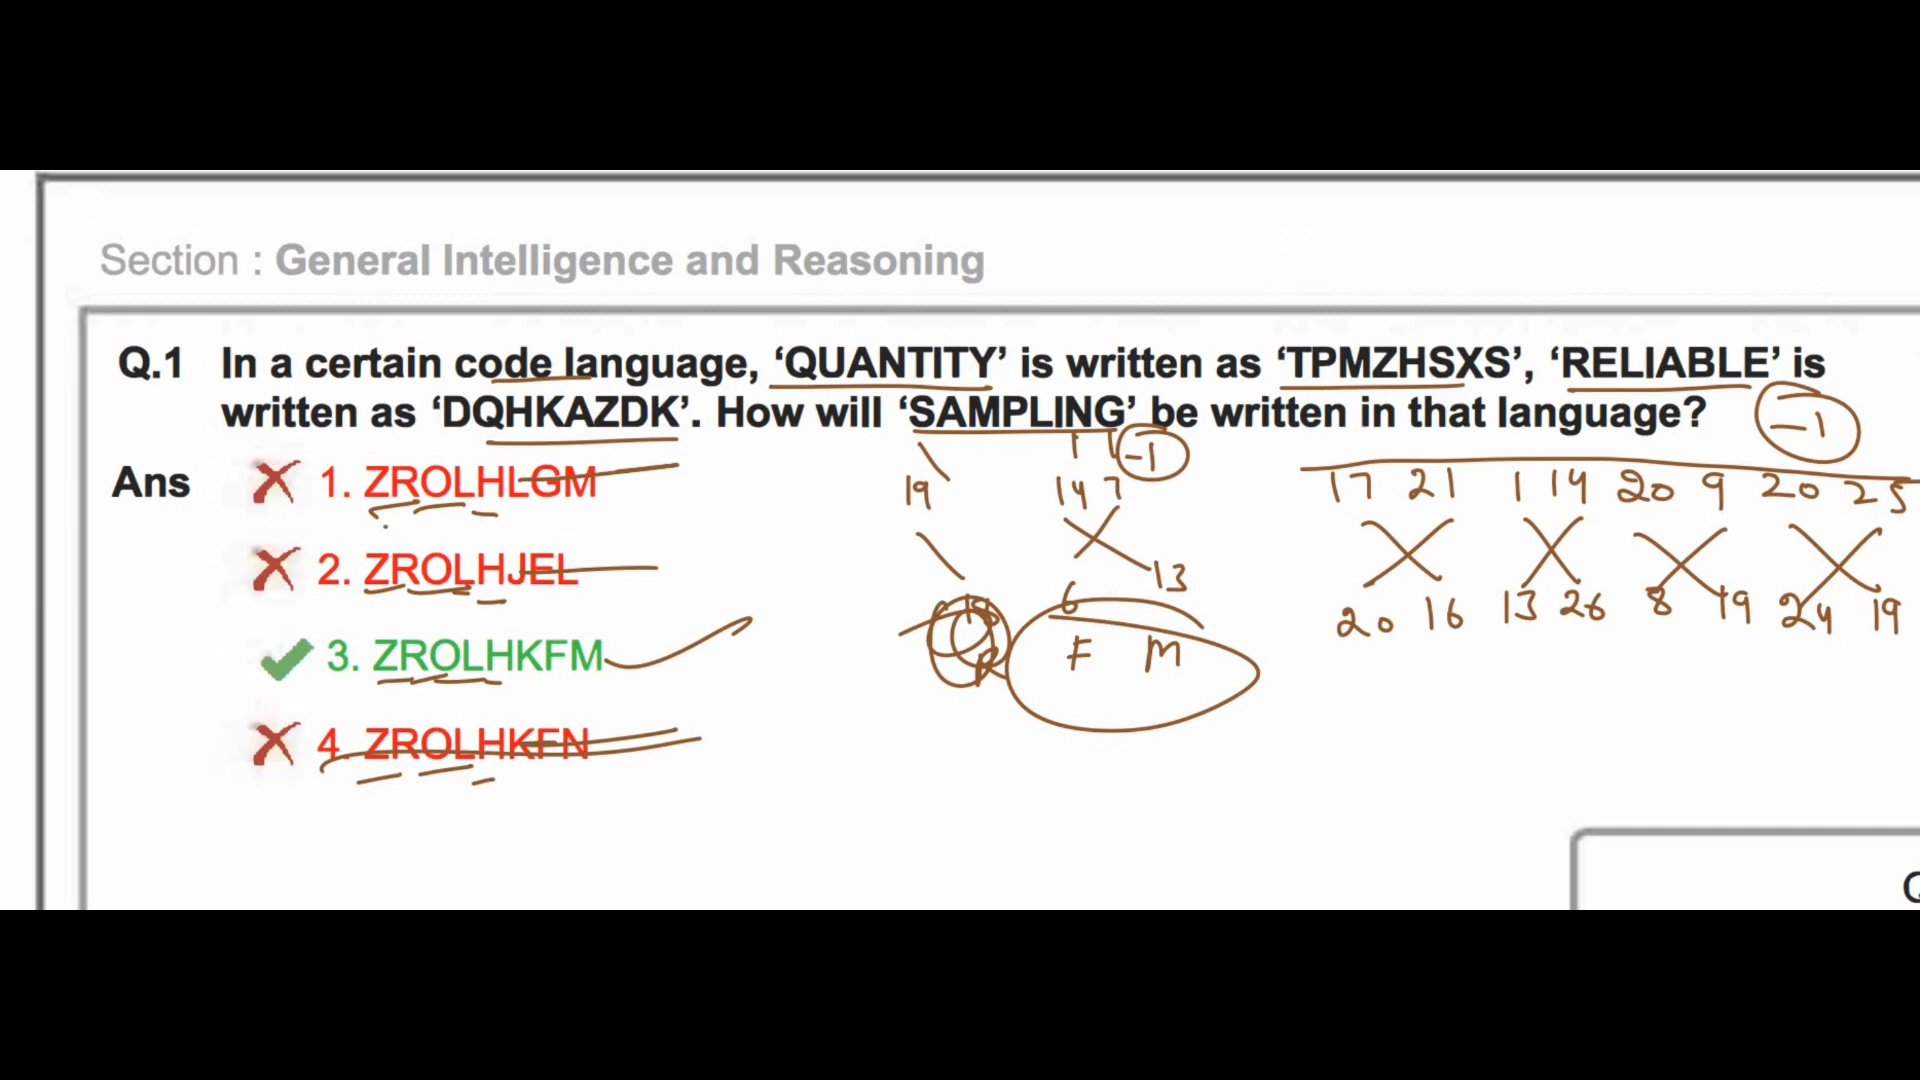 Section : General Intelligence and Reasoning
Q.1 In a certain code language, ‘QUANTITY’ is written as ‘TPMZHSXS’, ‘RELIABLE’ is
written as ‘DQHKAZDK’. How will ‘SAMPLING’ be written in that language?
-1
-1
Ans 1. ZROLHLGM
19 14 7 17 21 1 14 20 9 20 25
2. ZROLHJEL
18 6 13 20 16 13 26 8 19 24 19
3. ZROLHKFM
R F M
4. ZROLHKFN
Q